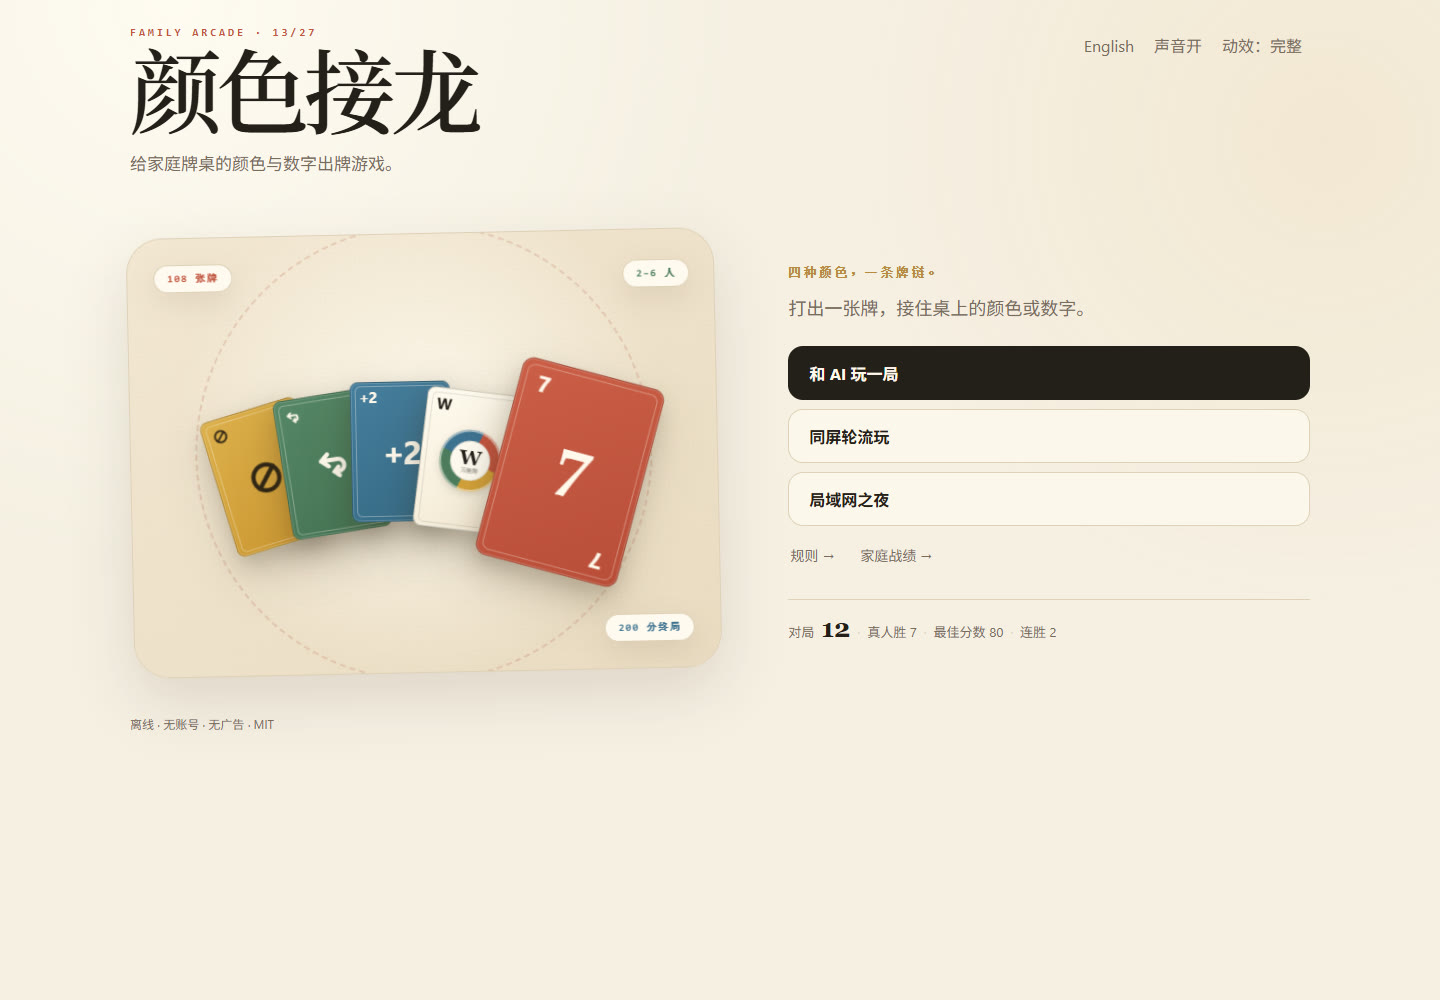 FAMILY ARCADE · 13/27
颜色接龙
给家庭牌桌的颜色与数字出牌游戏。
English 声音开 动效：完整
108 张牌
2–6 人
+2
+2
W
W
7
7
7
200 分终局
四种颜色，一条牌链。
打出一张牌，接住桌上的颜色或数字。
和 AI 玩一局
同屏轮流玩
局域网之夜
规则 → 家庭战绩 →
对局 12 · 真人胜 7 · 最佳分数 80 · 连胜 2
离线 · 无账号 · 无广告 · MIT